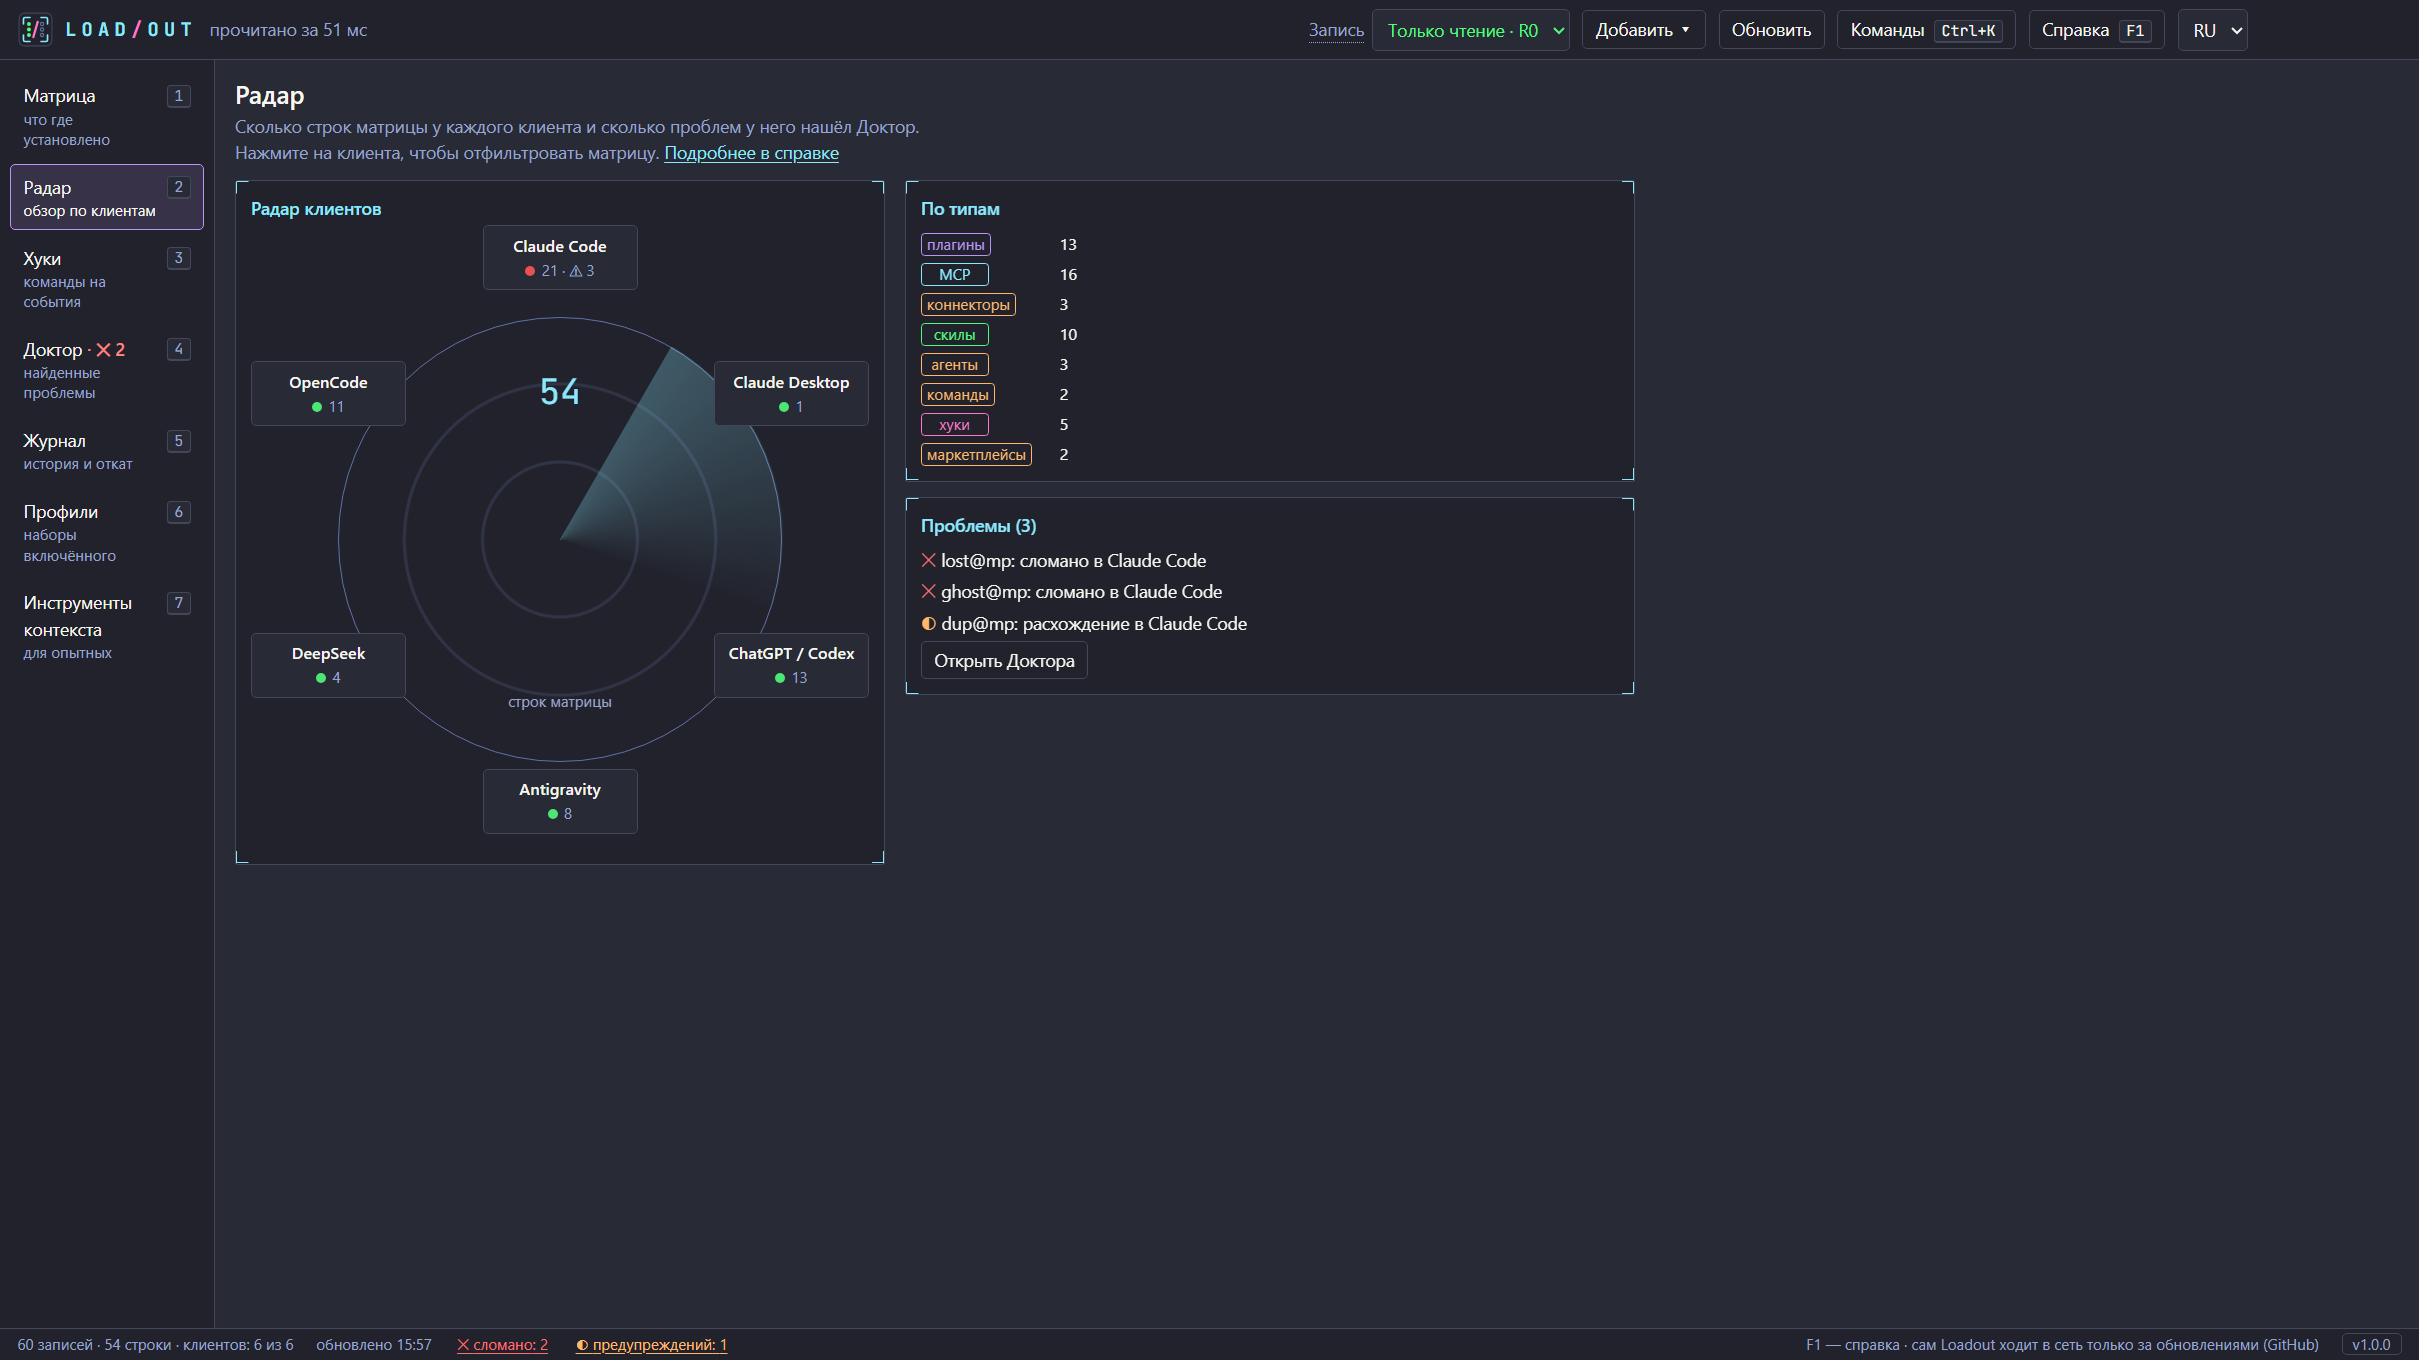 LOAD/OUT прочитано за 51 мс
Запись Только чтение · R0 Добавить ▾ Обновить Команды Ctrl+K Справка F1 RU
Матрица 1
что где
установлено
Радар 2
обзор по клиентам
Хуки 3
команды на
события
Доктор · ✕ 2 4
найденные
проблемы
Журнал 5
история и откат
Профили 6
наборы
включённого
Инструменты 7
контекста
для опытных
Радар
Сколько строк матрицы у каждого клиента и сколько проблем у него нашёл Доктор.
Нажмите на клиента, чтобы отфильтровать матрицу. Подробнее в справке
Радар клиентов
Claude Code
21 · ⚠ 3
OpenCode
11
54
Claude Desktop
1
DeepSeek
4
ChatGPT / Codex
13
строк матрицы
Antigravity
8
По типам
плагины 13
MCP 16
коннекторы 3
скилы 10
агенты 3
команды 2
хуки 5
маркетплейсы 2
Проблемы (3)
✕ lost@mp: сломано в Claude Code
✕ ghost@mp: сломано в Claude Code
◐ dup@mp: расхождение в Claude Code
Открыть Доктора
60 записей · 54 строки · клиентов: 6 из 6 обновлено 15:57 ✕ сломано: 2 ◐ предупреждений: 1
F1 — справка · сам Loadout ходит в сеть только за обновлениями (GitHub) v1.0.0